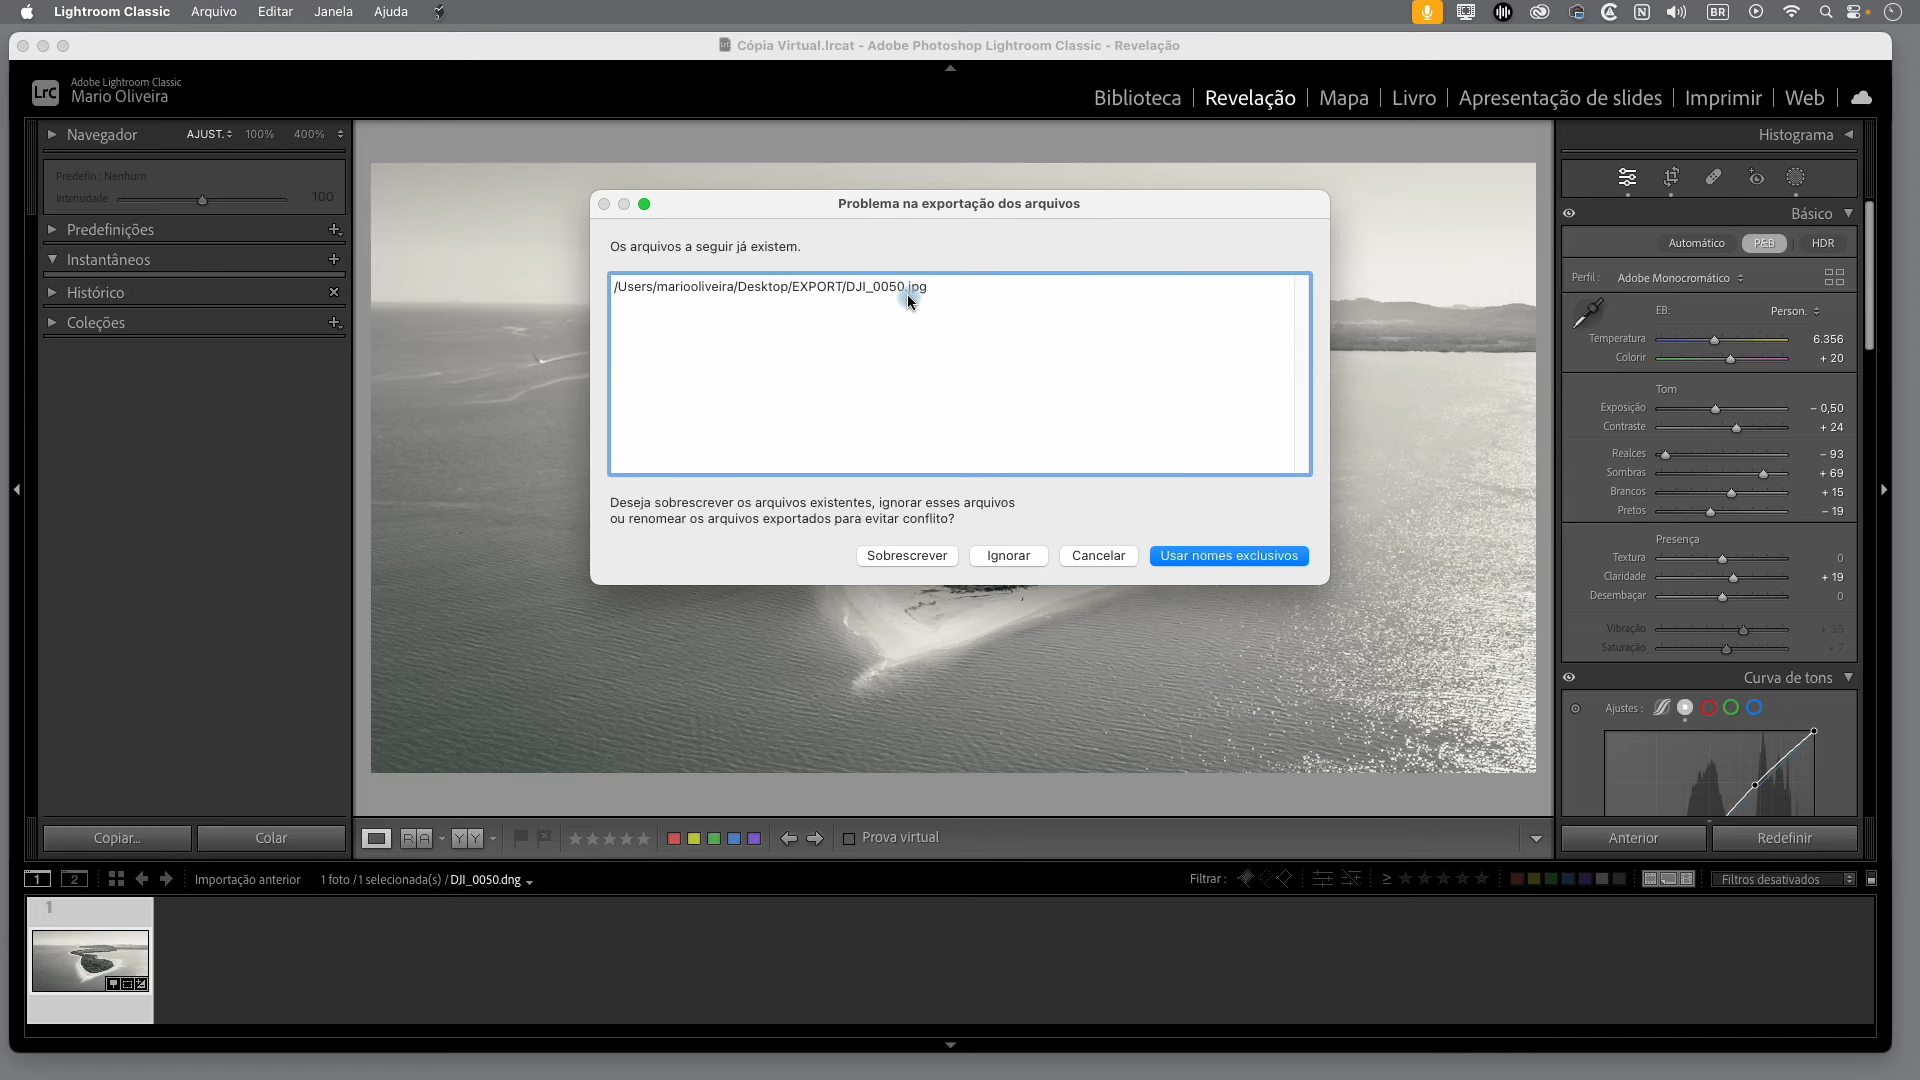 Lightroom Classic Arquivo Editar Janela Ajuda BR
Cópia Virtual.lrcat - Adobe Photoshop Lightroom Classic - Revelação
Lrc Adobe Lightroom Classic
Mario Oliveira
Biblioteca | Revelação | Mapa | Livro | Apresentação de slides | Imprimir | Web
Navegador AJUST. 100% 400%
Predefin.: Nenhum
Intensidade 100
Predefinições
Instantâneos
Histórico
Coleções
Problema na exportação dos arquivos
Os arquivos a seguir já existem.
/Users/mariooliveira/Desktop/EXPORT/DJI_0050.jpg
Deseja sobrescrever os arquivos existentes, ignorar esses arquivos
ou renomear os arquivos exportados para evitar conflito?
Sobrescrever Ignorar Cancelar Usar nomes exclusivos
Histograma
Básico
Automático P&B HDR
Perfil : Adobe Monocromático
EB: Person.
Temperatura 6.356
Colorir + 20
Tom
Exposição – 0,50
Contraste + 24
Realces – 93
Sombras + 69
Brancos + 15
Pretos – 19
Presença
Textura 0
Claridade + 19
Desembaçar 0
Vibração + 35
Saturação + 7
Curva de tons
Ajustes :
Copiar... Colar
R A Y Y Prova virtual
Anterior Redefinir
1 2 Importação anterior 1 foto / 1 selecionada(s) / DJI_0050.dng Filtrar : ≥ Filtros desativados
1